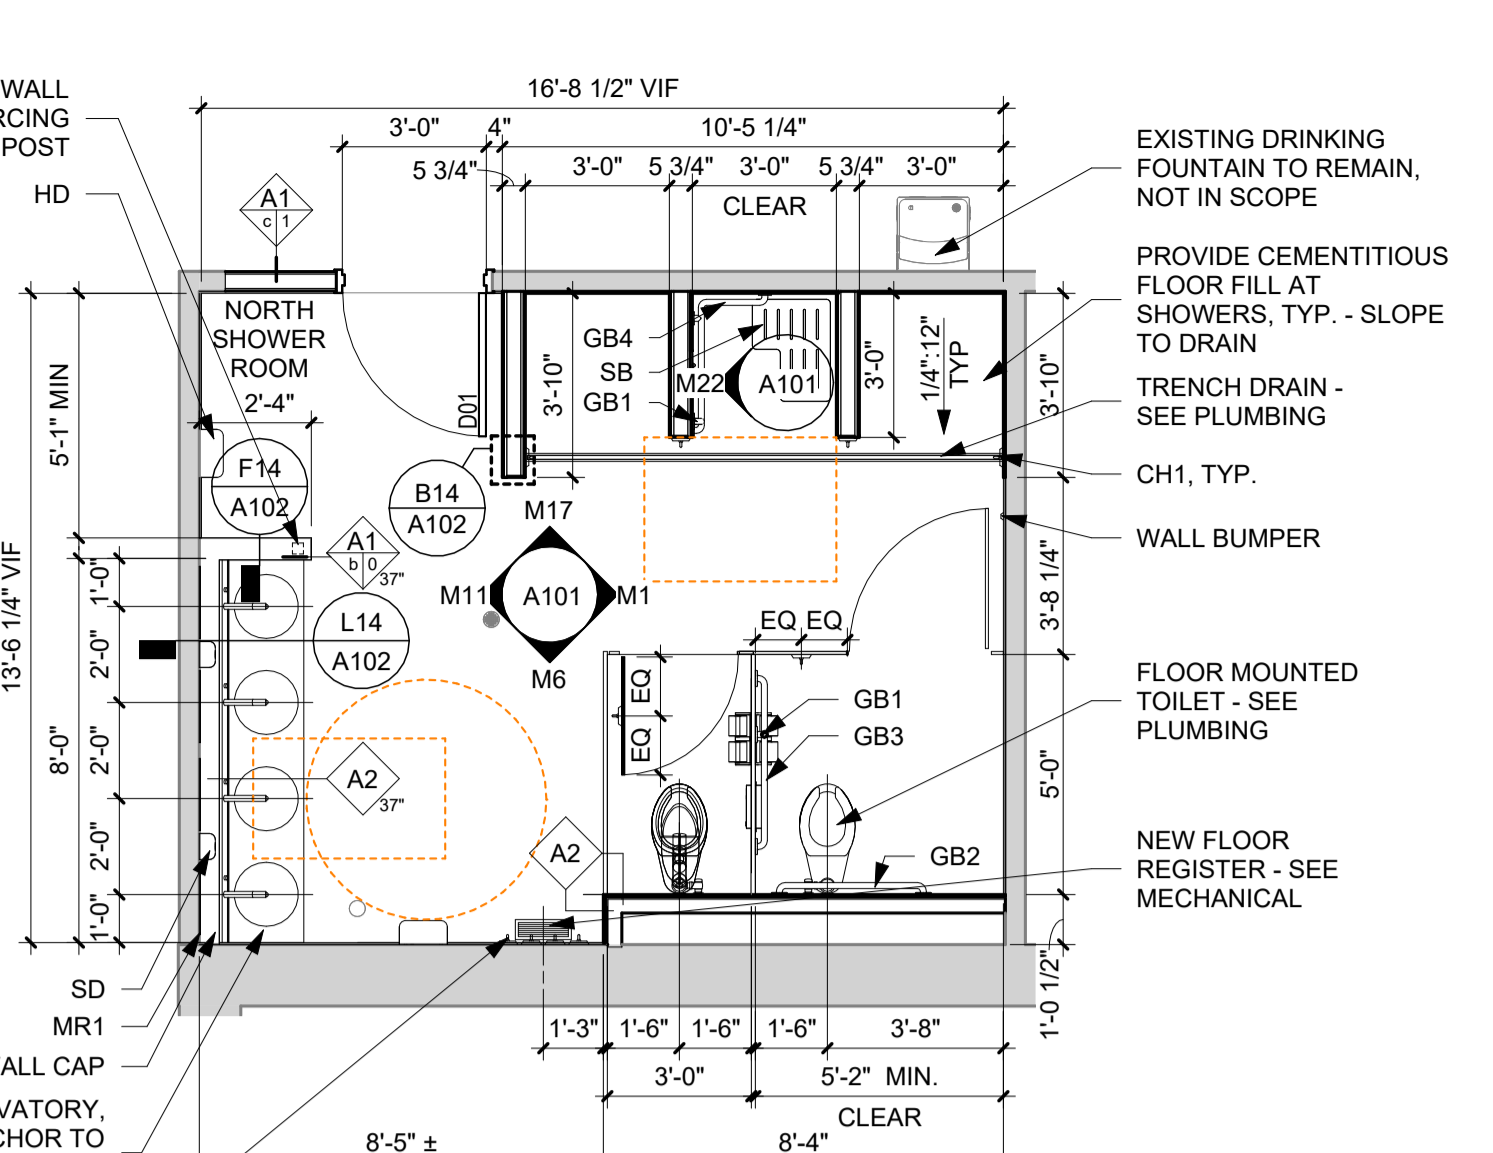 16'-8 1/2" VIF
3'-0"
4"
10'-5 1/4"
5 3/4"
3'-0"
5 3/4"
3'-0"
5 3/4"
3'-0"
CLEAR
WALL
RCING
POST
HD
A1
c 1
NORTH
SHOWER
ROOM
2'-4"
D01
3'-10"
GB4
SB
GB1
M22
A101
3'-0"
1/4":12"
TYP
3'-10"
EXISTING DRINKING
FOUNTAIN TO REMAIN,
NOT IN SCOPE
PROVIDE CEMENTITIOUS
FLOOR FILL AT
SHOWERS, TYP. - SLOPE
TO DRAIN
TRENCH DRAIN -
SEE PLUMBING
CH1, TYP.
WALL BUMPER
5'-1" MIN
F14
A102
B14
A102
M17
M11
A101
M1
M6
A1
b 0
37"
L14
A102
13'-6 1/4" VIF
1'-0"
2'-0"
8'-0"
2'-0"
2'-0"
1'-0"
A2
37"
A2
EQ
EQ
EQ
EQ
GB1
GB3
GB2
3'-8 1/4"
5'-0"
1'-0 1/2"
FLOOR MOUNTED
TOILET - SEE
PLUMBING
NEW FLOOR
REGISTER - SEE
MECHANICAL
SD
MR1
ALL CAP
VATORY,
CHOR TO
1'-3"
1'-6"
1'-6"
1'-6"
3'-8"
3'-0"
5'-2" MIN.
CLEAR
8'-5" ±
8'-4"